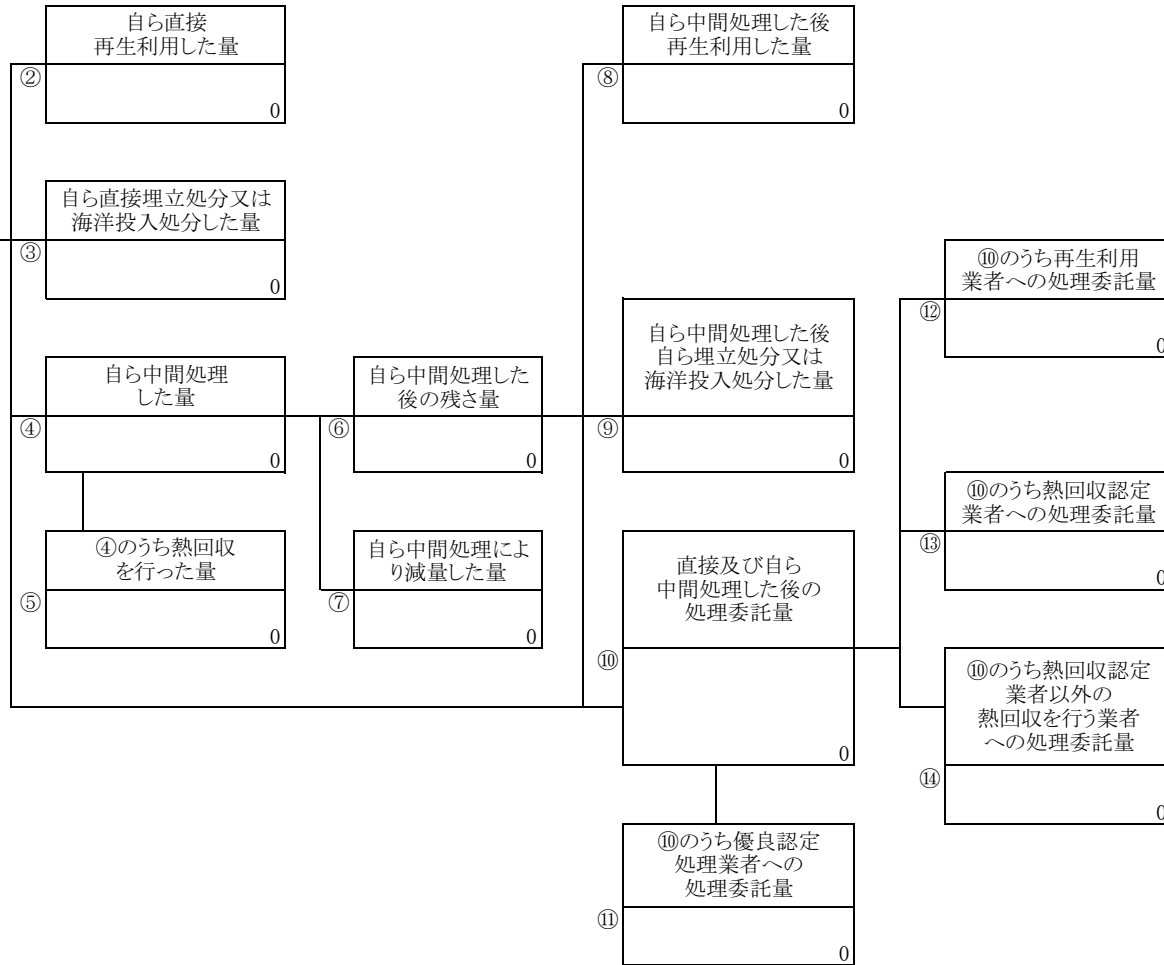 自ら直接
再生利用した量
②
0
自ら直接埋立処分又は
海洋投入処分した量
③
0
自ら中間処理
した量
④
0
④のうち熱回収
を行った量
⑤
0
自ら中間処理した
後の残さ量
⑥
0
自ら中間処理によ
り減量した量
⑦
0
自ら中間処理した後
再生利用した量
⑧
0
自ら中間処理した後
自ら埋立処分又は
海洋投入処分した量
⑨
0
直接及び自ら
中間処理した後の
処理委託量
⑩
0
⑩のうち優良認定
処理業者への
処理委託量
⑪
0
⑩のうち再生利用
業者への処理委託量
⑫
0
⑩のうち熱回収認定
業者への処理委託量
⑬
0
⑩のうち熱回収認定
業者以外の
熱回収を行う業者
への処理委託量
⑭
0